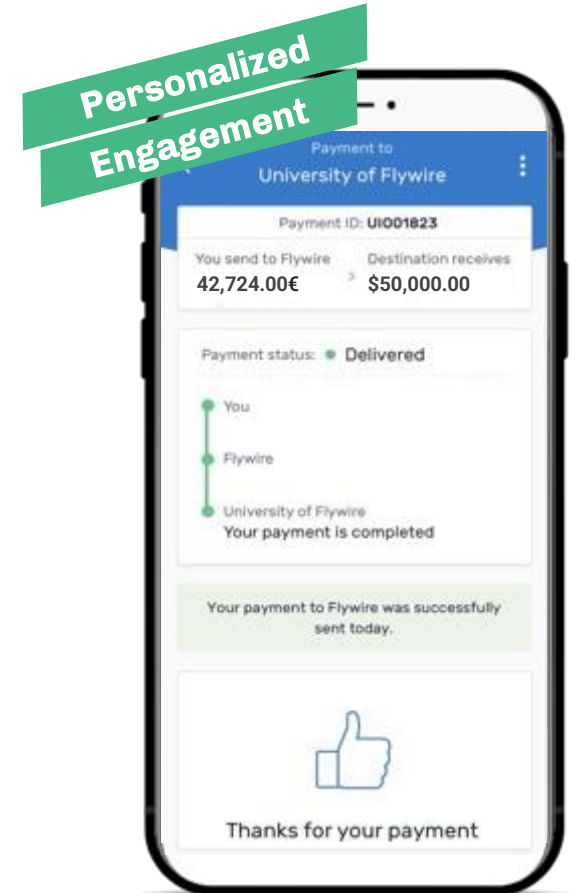 Personalized
Engagement
Payment to
University of Flywire
Payment ID: UI001823
You send to Flywire
Destination receives
42,724.00€ > $50,000.00
Payment status: Delivered
You
Flywire
University of Flywire
Your payment is completed
Your payment to Flywire was successfully
sent today.
Thanks for your payment